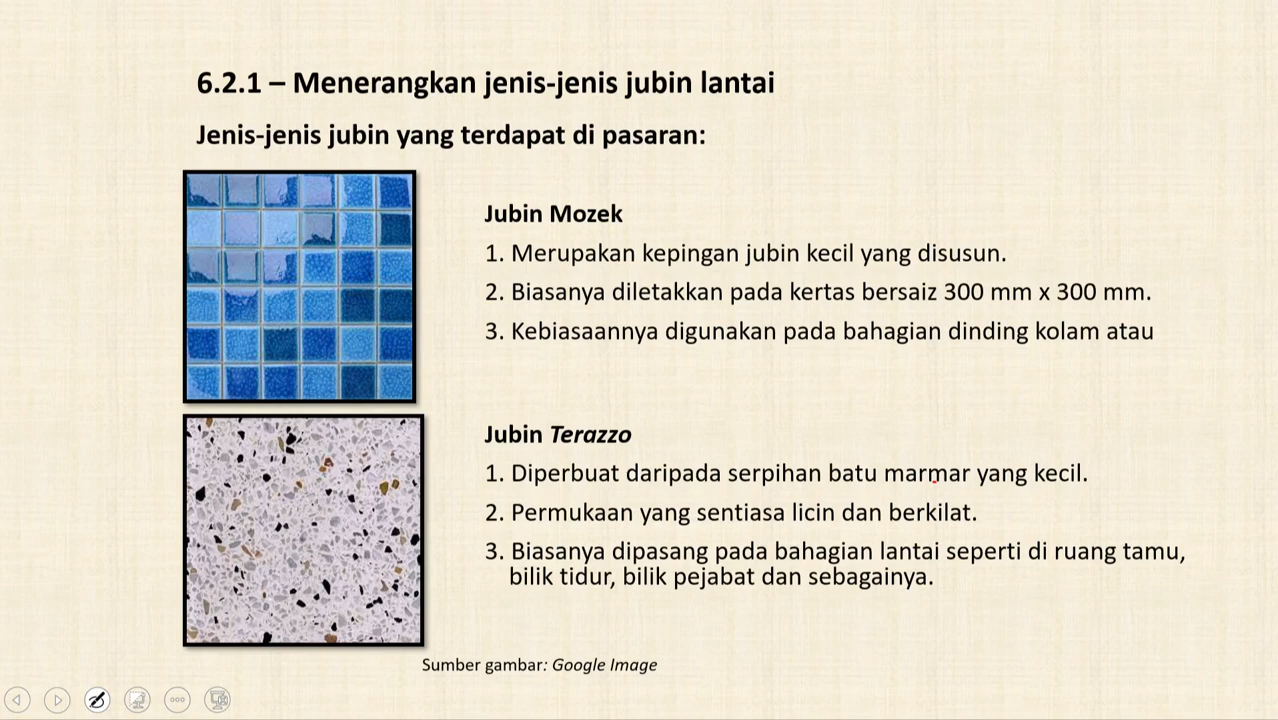 6.2.1 – Menerangkan jenis-jenis jubin lantai
Jenis-jenis jubin yang terdapat di pasaran:
Jubin Mozek
1. Merupakan kepingan jubin kecil yang disusun.
2. Biasanya diletakkan pada kertas bersaiz 300 mm x 300 mm.
3. Kebiasaannya digunakan pada bahagian dinding kolam atau
Jubin Terazzo
1. Diperbuat daripada serpihan batu marmar yang kecil.
2. Permukaan yang sentiasa licin dan berkilat.
3. Biasanya dipasang pada bahagian lantai seperti di ruang tamu,
bilik tidur, bilik pejabat dan sebagainya.
Sumber gambar: Google Image